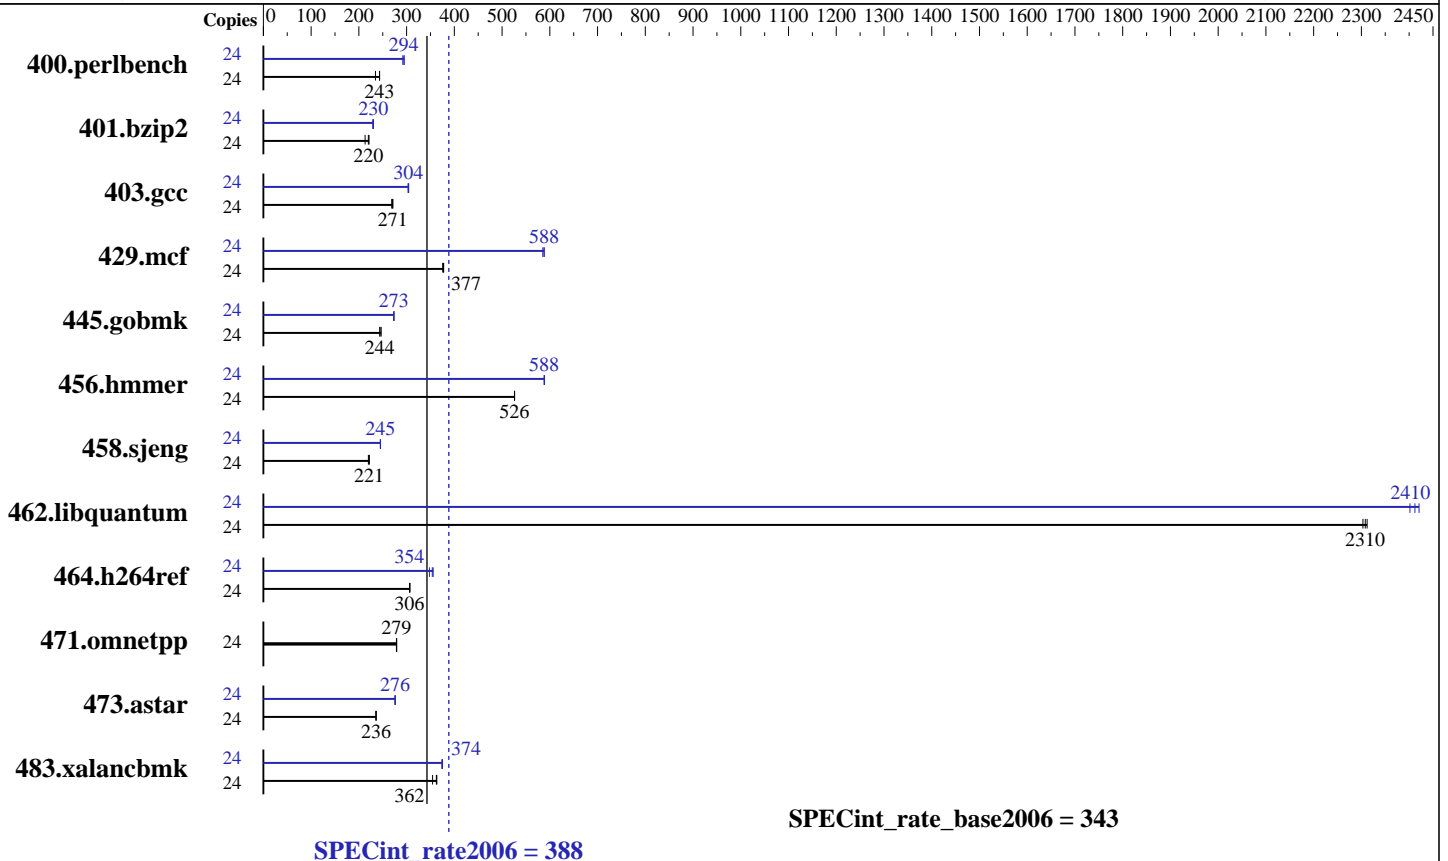 Copies 0 100 200 300 400 500 600 700 800 900 1000 1100 1200 1300 1400 1500 1600 1700 1800 1900 2000 2100 2200 2300 2450
400.perlbench 24 294
24 243
401.bzip2 24 230
24 220
403.gcc 24 304
24 271
429.mcf 24 588
24 377
445.gobmk 24 273
24 244
456.hmmer 24 588
24 526
458.sjeng 24 245
24 221
462.libquantum 24 2410
24 2310
464.h264ref 24 354
24 306
471.omnetpp 24 279
473.astar 24 276
24 236
483.xalancbmk 24 374
24 362
SPECint_rate_base2006 = 343
SPECint_rate2006 = 388